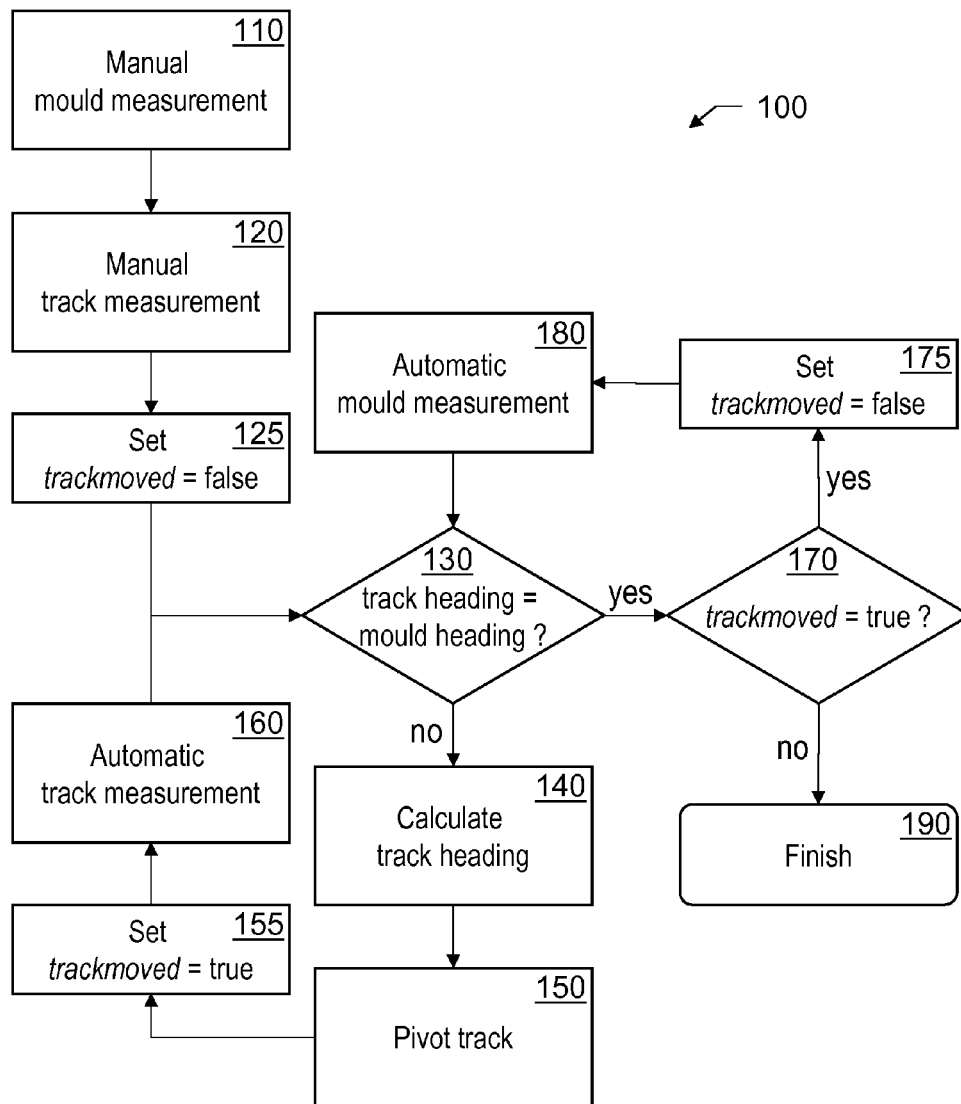 110
Manual
mould measurement
100
120
Manual
track measurement
180
Automatic
mould measurement
175
Set
trackmoved = false
125
Set
trackmoved = false
yes
130
track heading =
mould heading ?
yes
170
trackmoved = true ?
no
no
160
Automatic
track measurement
140
Calculate
track heading
190
Finish
155
Set
trackmoved = true
150
Pivot track